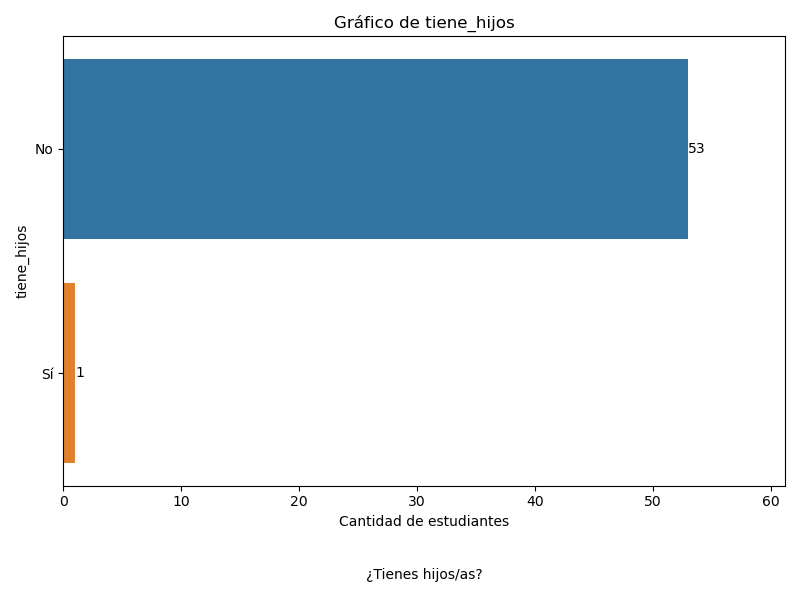 Gráfico de tiene_hijos
tiene_hijos
No
53
Sí
1
0 10 20 30 40 50 60
Cantidad de estudiantes
¿Tienes hijos/as?